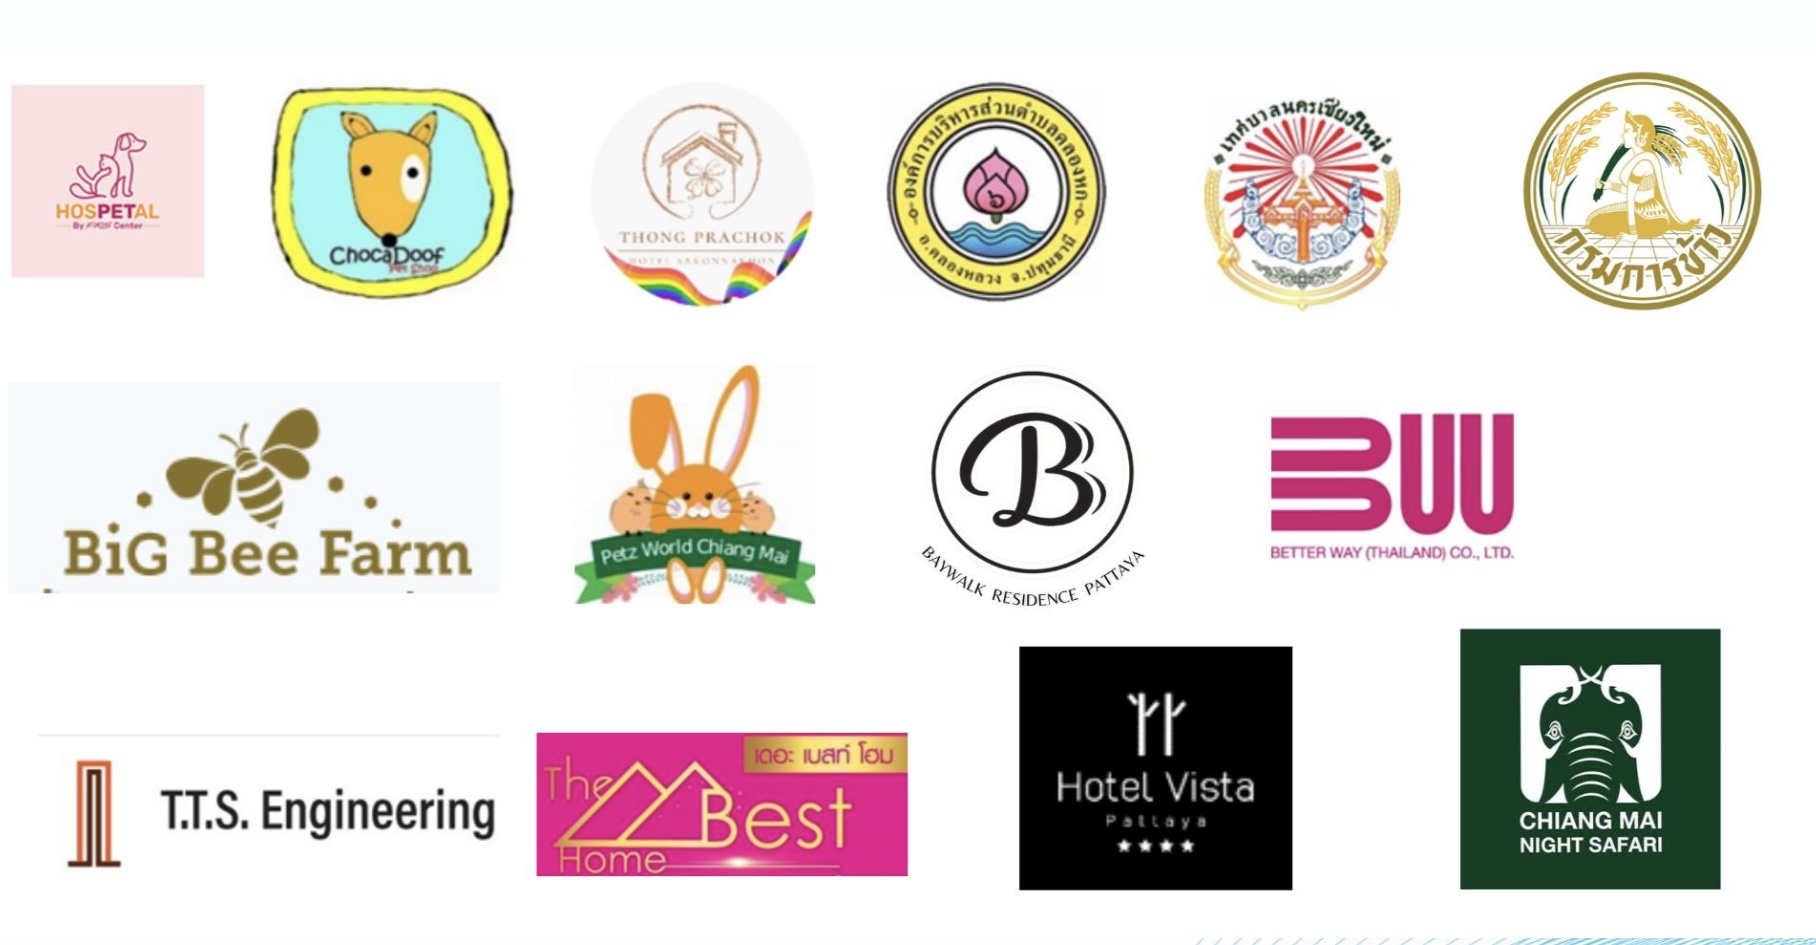 HOSPETAL
By
Center
ChocaDoof
Pet Shop
THONG PRACHOK
HOTEL SAKONNAKHON
องค์การบริหารส่วนตำบลคลองหก
อ.คลองหลวง จ.ปทุมธานี
เทศบาลนครเชียงใหม่
กรมการข้าว
BiG Bee Farm
Petz World Chiang Mai
B
BAYWALK RESIDENCE PATTAYA
BW
BETTER WAY (THAILAND) CO., LTD.
T.T.S. Engineering
เดอะ เบสท์ โฮม
The Best
Home
Hotel Vista
Pattaya
CHIANG MAI
NIGHT SAFARI